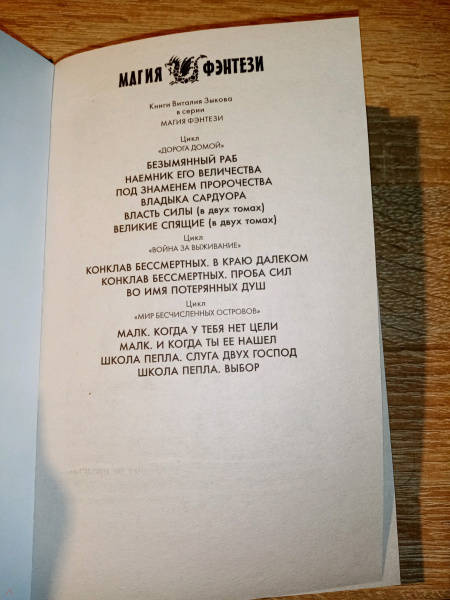 МАГИЯ ФЭНТЕЗИ
Книги Виталия Зыкова
в серии
МАГИЯ ФЭНТЕЗИ
Цикл
«ДОРОГА ДОМОЙ»
БЕЗЫМЯННЫЙ РАБ
НАЕМНИК ЕГО ВЕЛИЧЕСТВА
ПОД ЗНАМЕНЕМ ПРОРОЧЕСТВА
ВЛАДЫКА САРДУОРА
ВЛАСТЬ СИЛЫ (в двух томах)
ВЕЛИКИЕ СПЯЩИЕ (в двух томах)
Цикл
«ВОЙНА ЗА ВЫЖИВАНИЕ»
КОНКЛАВ БЕССМЕРТНЫХ. В КРАЮ ДАЛЕКОМ
КОНКЛАВ БЕССМЕРТНЫХ. ПРОБА СИЛ
ВО ИМЯ ПОТЕРЯННЫХ ДУШ
Цикл
«МИР БЕСЧИСЛЕННЫХ ОСТРОВОВ»
МАЛК. КОГДА У ТЕБЯ НЕТ ЦЕЛИ
МАЛК. И КОГДА ТЫ ЕЕ НАШЕЛ
ШКОЛА ПЕПЛА. СЛУГА ДВУХ ГОСПОД
ШКОЛА ПЕПЛА. ВЫБОР